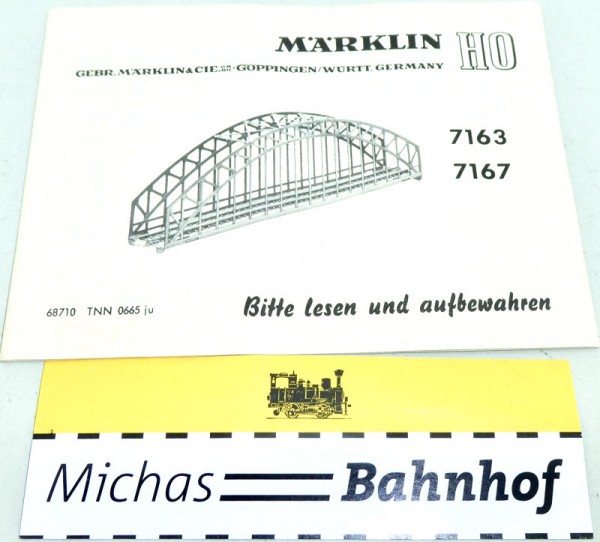 MÄRKLIN HO
GEBR. MÄRKLIN & CIE. GMBH · GÖPPINGEN/WÜRTT. GERMANY
7163
7167
68710 TNN 0665 ju
Bitte lesen und aufbewahren
Michas Bahnhof